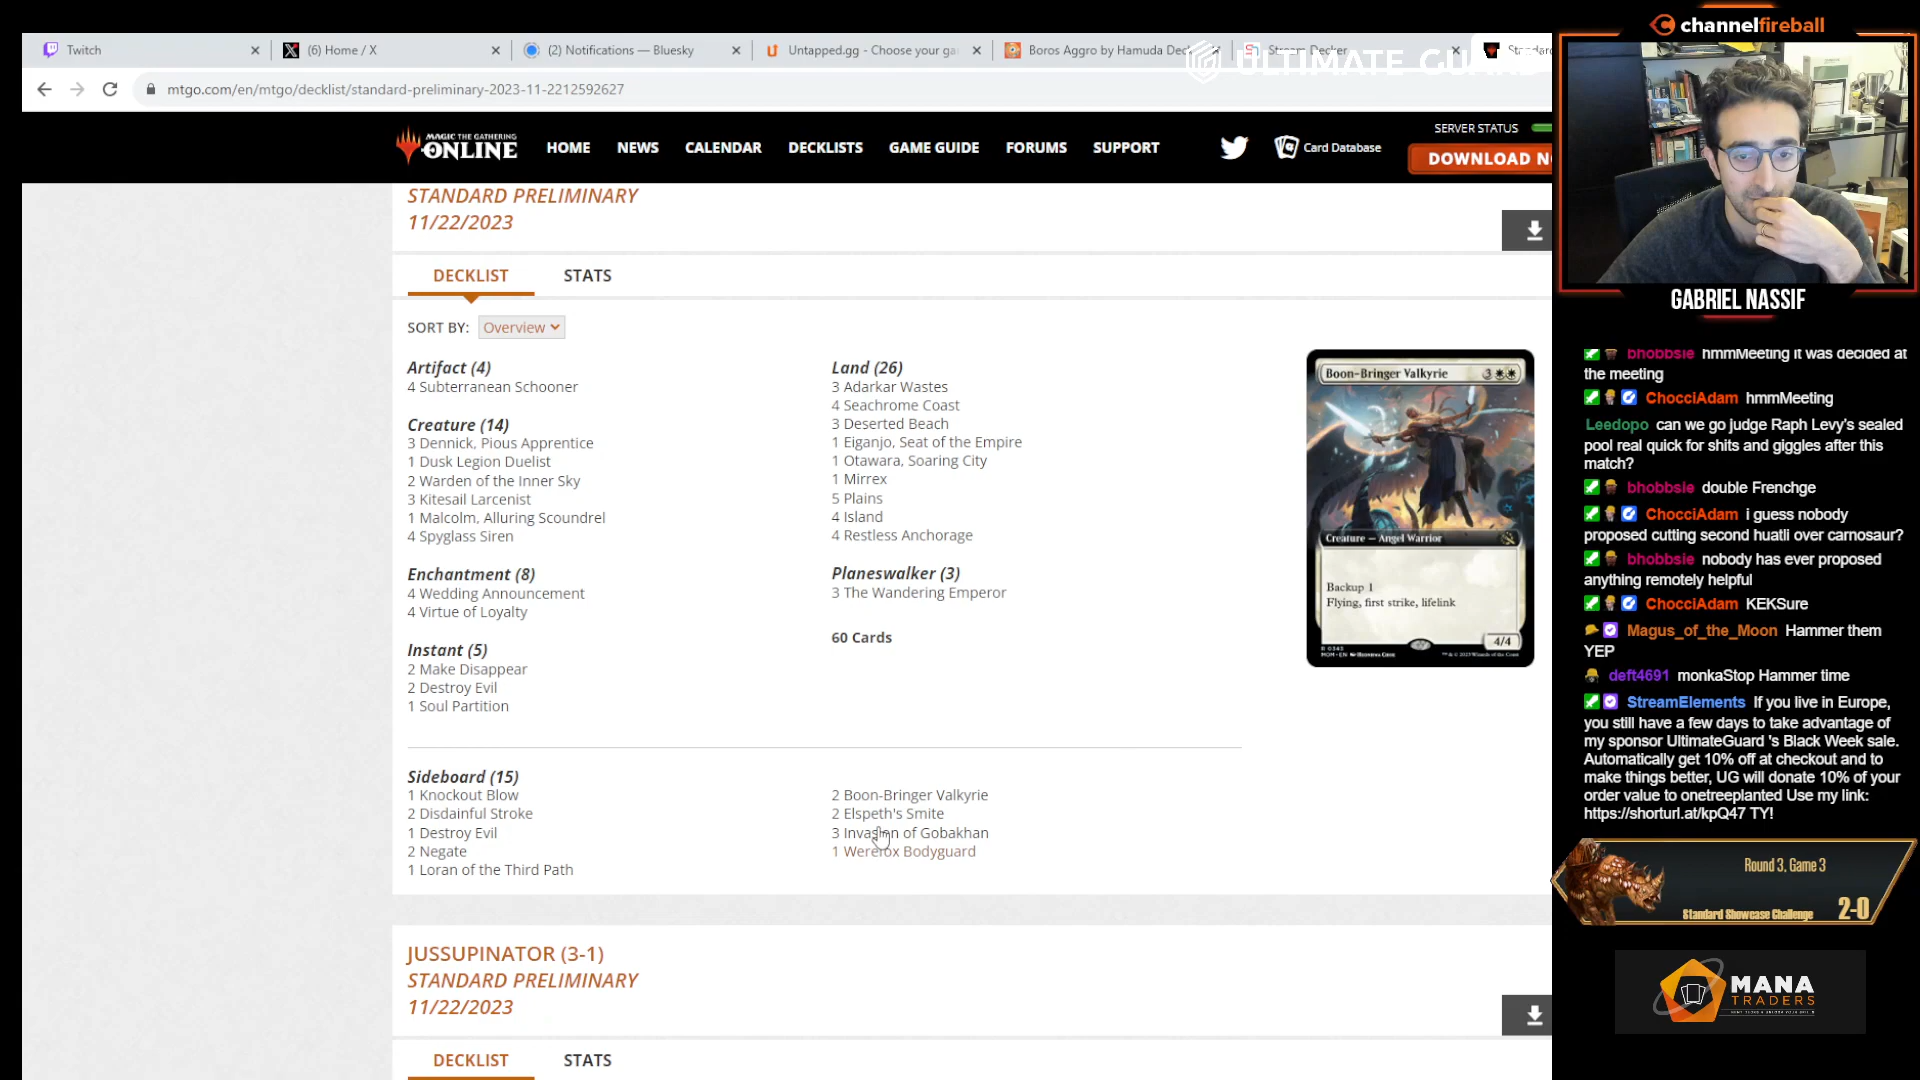 channelfireball
Twitch
(6) Home / X
(2) Notifications — Bluesky
Untapped.gg - Choose your ga
Boros Aggro by Hamuda Dec
Stream Decker
Standar
ULTIMATE GUARD
mtgo.com/en/mtgo/decklist/standard-preliminary-2023-11-2212592627
MAGIC THE GATHERING
ONLINE
HOME
NEWS
CALENDAR
DECKLISTS
GAME GUIDE
FORUMS
SUPPORT
Card Database
SERVER STATUS
DOWNLOAD N
STANDARD PRELIMINARY
11/22/2023
DECKLIST
STATS
SORT BY: Overview
Artifact (4)
4 Subterranean Schooner
Creature (14)
3 Dennick, Pious Apprentice
1 Dusk Legion Duelist
2 Warden of the Inner Sky
3 Kitesail Larcenist
1 Malcolm, Alluring Scoundrel
4 Spyglass Siren
Enchantment (8)
4 Wedding Announcement
4 Virtue of Loyalty
Instant (5)
2 Make Disappear
2 Destroy Evil
1 Soul Partition
Land (26)
3 Adarkar Wastes
4 Seachrome Coast
3 Deserted Beach
1 Eiganjo, Seat of the Empire
1 Otawara, Soaring City
1 Mirrex
5 Plains
4 Island
4 Restless Anchorage
Planeswalker (3)
3 The Wandering Emperor
60 Cards
Boon-Bringer Valkyrie 3
Creature — Angel Warrior
Backup 1
Flying, first strike, lifelink
4/4
R 0343
Sideboard (15)
1 Knockout Blow
2 Disdainful Stroke
1 Destroy Evil
2 Negate
1 Loran of the Third Path
2 Boon-Bringer Valkyrie
2 Elspeth's Smite
3 Invasion of Gobakhan
1 Werefox Bodyguard
JUSSUPINATOR (3-1)
STANDARD PRELIMINARY
11/22/2023
DECKLIST
STATS
GABRIEL NASSIF
bhobbsie hmmMeeting it was decided at
the meeting
ChocciAdam hmmMeeting
Leedopo can we go judge Raph Levy's sealed
pool real quick for shits and giggles after this
match?
bhobbsie double Frenchge
ChocciAdam i guess nobody
proposed cutting second huatli over carnosaur?
bhobbsie nobody has ever proposed
anything remotely helpful
ChocciAdam KEKSure
Magus_of_the_Moon Hammer them
YEP
deft4691 monkaStop Hammer time
StreamElements If you live in Europe,
you still have a few days to take advantage of
my sponsor UltimateGuard 's Black Week sale.
Automatically get 10% off at checkout and to
make things better, UG will donate 10% of your
order value to onetreeplanted Use my link:
https://shorturl.at/kpQ47 TY!
Round 3, Game 3
Standard Showcase Challenge 2-0
MANA
TRADERS